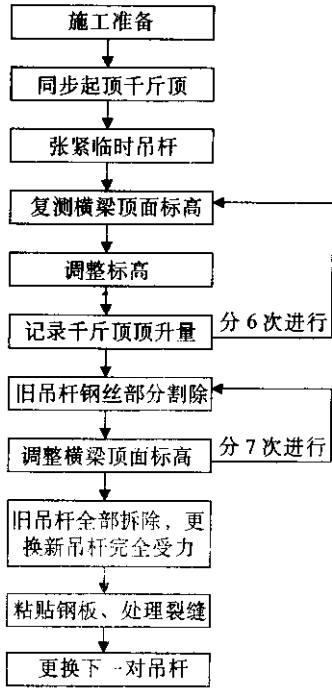 施工准备
同步起顶千斤顶
张紧临时吊杆
复测横梁顶面标高
调整标高
记录千斤顶顶升量
分6次进行
旧吊杆钢丝部分割除
调整横梁顶面标高
分7次进行
旧吊杆全部拆除，更
换新吊杆完全受力
粘贴钢板、处理裂缝
更换下一对吊杆